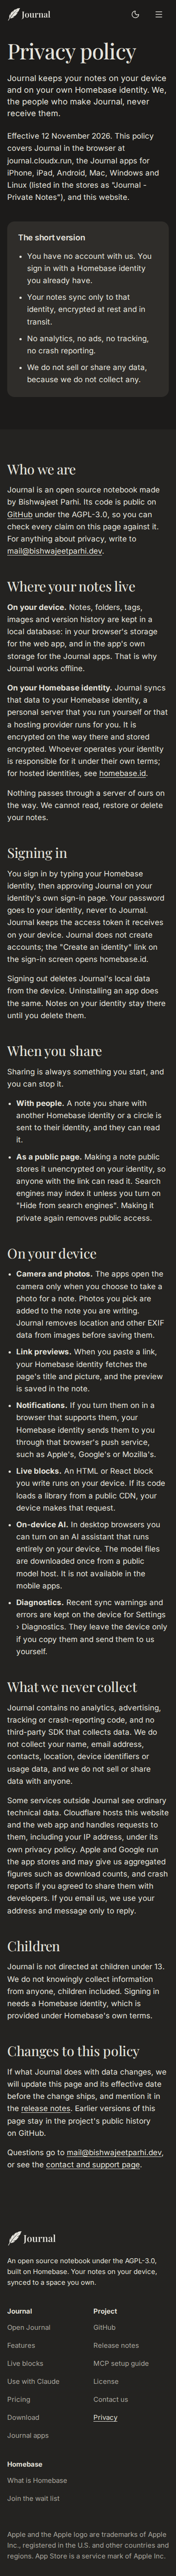 Journal
Privacy policy
Journal keeps your notes on your device
and on your own Homebase identity. We,
the people who make Journal, never
receive them.
Effective 12 November 2026. This policy
covers Journal in the browser at
journal.cloudx.run, the Journal apps for
iPhone, iPad, Android, Mac, Windows and
Linux (listed in the stores as "Journal -
Private Notes"), and this website.
The short version
• You have no account with us. You
sign in with a Homebase identity
you already have.
• Your notes sync only to that
identity, encrypted at rest and in
transit.
• No analytics, no ads, no tracking,
no crash reporting.
• We do not sell or share any data,
because we do not collect any.
Who we are
Journal is an open source notebook made
by Bishwajeet Parhi. Its code is public on
GitHub under the AGPL-3.0, so you can
check every claim on this page against it.
For anything about privacy, write to
mail@bishwajeetparhi.dev.
Where your notes live
On your device. Notes, folders, tags,
images and version history are kept in a
local database: in your browser's storage
for the web app, and in the app's own
storage for the Journal apps. That is why
Journal works offline.
On your Homebase identity. Journal syncs
that data to your Homebase identity, a
personal server that you run yourself or that
a hosting provider runs for you. It is
encrypted on the way there and stored
encrypted. Whoever operates your identity
is responsible for it under their own terms;
for hosted identities, see homebase.id.
Nothing passes through a server of ours on
the way. We cannot read, restore or delete
your notes.
Signing in
You sign in by typing your Homebase
identity, then approving Journal on your
identity's own sign-in page. Your password
goes to your identity, never to Journal.
Journal keeps the access token it receives
on your device. Journal does not create
accounts; the "Create an identity" link on
the sign-in screen opens homebase.id.
Signing out deletes Journal's local data
from the device. Uninstalling an app does
the same. Notes on your identity stay there
until you delete them.
When you share
Sharing is always something you start, and
you can stop it.
• With people. A note you share with
another Homebase identity or a circle is
sent to their identity, and they can read
it.
• As a public page. Making a note public
stores it unencrypted on your identity, so
anyone with the link can read it. Search
engines may index it unless you turn on
"Hide from search engines". Making it
private again removes public access.
On your device
• Camera and photos. The apps open the
camera only when you choose to take a
photo for a note. Photos you pick are
added to the note you are writing.
Journal removes location and other EXIF
data from images before saving them.
• Link previews. When you paste a link,
your Homebase identity fetches the
page's title and picture, and the preview
is saved in the note.
• Notifications. If you turn them on in a
browser that supports them, your
Homebase identity sends them to you
through that browser's push service,
such as Apple's, Google's or Mozilla's.
• Live blocks. An HTML or React block
you write runs on your device. If its code
loads a library from a public CDN, your
device makes that request.
• On-device AI. In desktop browsers you
can turn on an AI assistant that runs
entirely on your device. The model files
are downloaded once from a public
model host. It is not available in the
mobile apps.
• Diagnostics. Recent sync warnings and
errors are kept on the device for Settings
› Diagnostics. They leave the device only
if you copy them and send them to us
yourself.
What we never collect
Journal contains no analytics, advertising,
tracking or crash-reporting code, and no
third-party SDK that collects data. We do
not collect your name, email address,
contacts, location, device identifiers or
usage data, and we do not sell or share
data with anyone.
Some services outside Journal see ordinary
technical data. Cloudflare hosts this website
and the web app and handles requests to
them, including your IP address, under its
own privacy policy. Apple and Google run
the app stores and may give us aggregated
figures such as download counts, and crash
reports if you agreed to share them with
developers. If you email us, we use your
address and message only to reply.
Children
Journal is not directed at children under 13.
We do not knowingly collect information
from anyone, children included. Signing in
needs a Homebase identity, which is
provided under Homebase's own terms.
Changes to this policy
If what Journal does with data changes, we
will update this page and its effective date
before the change ships, and mention it in
the release notes. Earlier versions of this
page stay in the project's public history
on GitHub.
Questions go to mail@bishwajeetparhi.dev,
or see the contact and support page.
Journal
An open source notebook under the AGPL-3.0,
built on Homebase. Your notes on your device,
synced to a space you own.
Journal
Open Journal
Features
Live blocks
Use with Claude
Pricing
Download
Journal apps
Project
GitHub
Release notes
MCP setup guide
License
Contact us
Privacy
Homebase
What is Homebase
Join the wait list
Apple and the Apple logo are trademarks of Apple
Inc., registered in the U.S. and other countries and
regions. App Store is a service mark of Apple Inc.